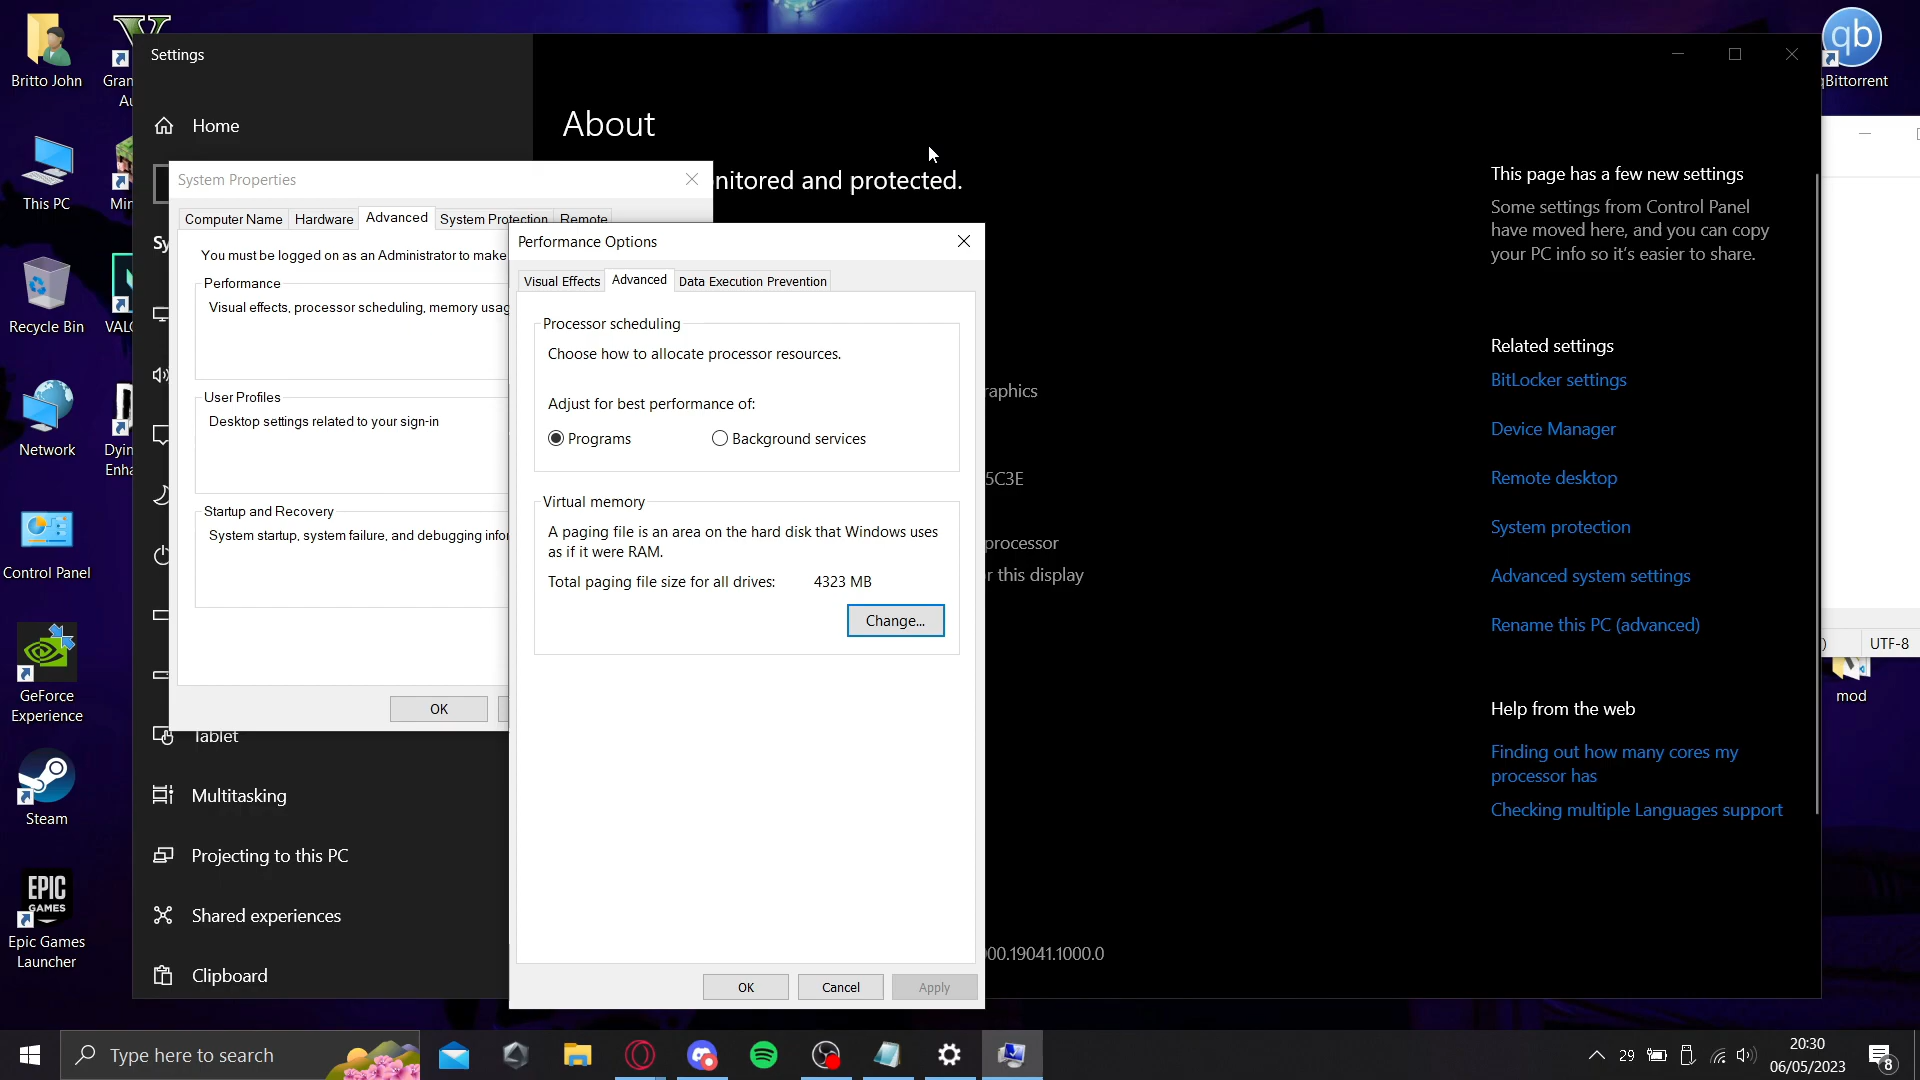 Britto John
This PC
Recycle Bin
Network
Control Panel
GeForce
Experience
Steam
EPIC
GAMES
Epic Games
Launcher
qb
Settings
Home
Tablet
Multitasking
Projecting to this PC
Shared experiences
Clipboard
About
nitored and protected.
raphics
5C3E
processor
r this display
00.19041.1000.0
This page has a few new settings
Some settings from Control Panel
have moved here, and you can copy
your PC info so it's easier to share.
Related settings
BitLocker settings
Device Manager
Remote desktop
System protection
Advanced system settings
Rename this PC (advanced)
Help from the web
Finding out how many cores my
processor has
Checking multiple Languages support
System Properties
Computer Name
Hardware
Advanced
System Protection
Remote
You must be logged on as an Administrator to make
Performance
Visual effects, processor scheduling, memory usag
User Profiles
Desktop settings related to your sign-in
Startup and Recovery
System startup, system failure, and debugging infor
OK
Performance Options
Visual Effects
Advanced
Data Execution Prevention
Processor scheduling
Choose how to allocate processor resources.
Adjust for best performance of:
Programs
Background services
Virtual memory
A paging file is an area on the hard disk that Windows uses
as if it were RAM.
Total paging file size for all drives: 4323 MB
Change...
OK
Cancel
Apply
UTF-8
mod
Type here to search
29
20:30
06/05/2023
8